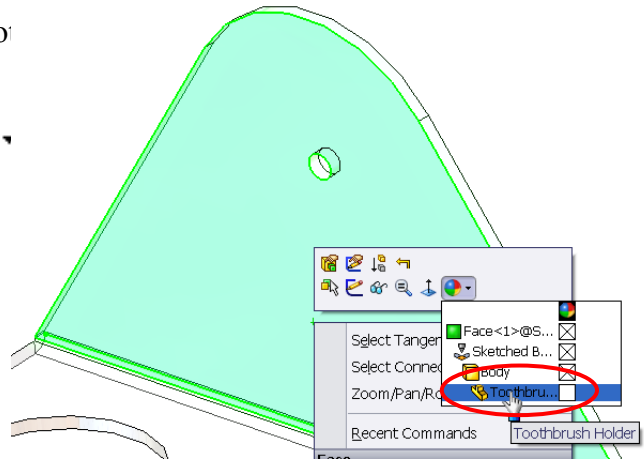 Face<1>@S...
Select Tangen
Sketched B...
Select Connec
Body
Zoom/Pan/Ro
Toothbru...
Recent Commands
Toothbrush Holder
Face